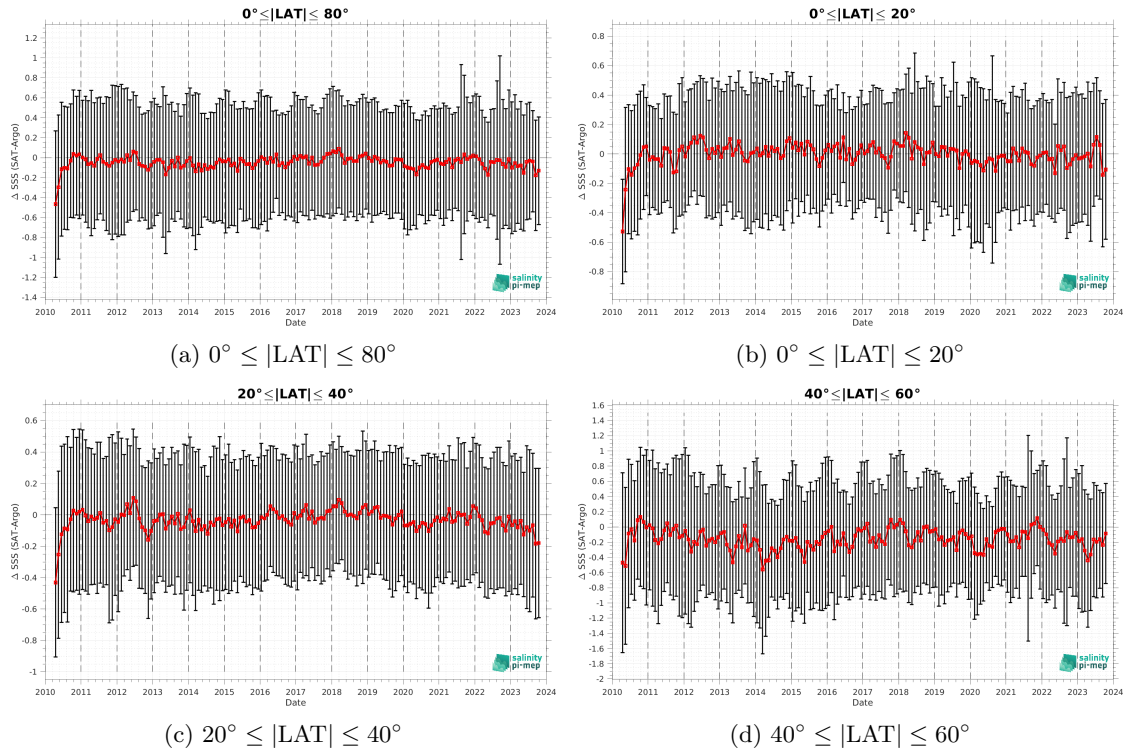 0°≤|LAT|≤ 80°
Δ SSS (SAT-Argo)
1.2
1
0.8
0.6
0.4
0.2
0
-0.2
-0.4
-0.6
-0.8
-1
-1.2
-1.4
2010 2011 2012 2013 2014 2015 2016 2017 2018 2019 2020 2021 2022 2023 2024
Date
salinity
pi-mep
(a) 0° ≤ |LAT| ≤ 80°
0°≤|LAT|≤ 20°
Δ SSS (SAT-Argo)
0.8
0.6
0.4
0.2
0
-0.2
-0.4
-0.6
-0.8
2010 2011 2012 2013 2014 2015 2016 2017 2018 2019 2020 2021 2022 2023 2024
Date
salinity
pi-mep
(b) 0° ≤ |LAT| ≤ 20°
20°≤|LAT|≤ 40°
Δ SSS (SAT-Argo)
0.6
0.4
0.2
0
-0.2
-0.4
-0.6
-0.8
-1
2010 2011 2012 2013 2014 2015 2016 2017 2018 2019 2020 2021 2022 2023 2024
Date
salinity
pi-mep
(c) 20° ≤ |LAT| ≤ 40°
40°≤|LAT|≤ 60°
Δ SSS (SAT-Argo)
1.6
1.4
1.2
1
0.8
0.6
0.4
0.2
0
-0.2
-0.4
-0.6
-0.8
-1
-1.2
-1.4
-1.6
-1.8
-2
2010 2011 2012 2013 2014 2015 2016 2017 2018 2019 2020 2021 2022 2023 2024
Date
salinity
pi-mep
(d) 40° ≤ |LAT| ≤ 60°